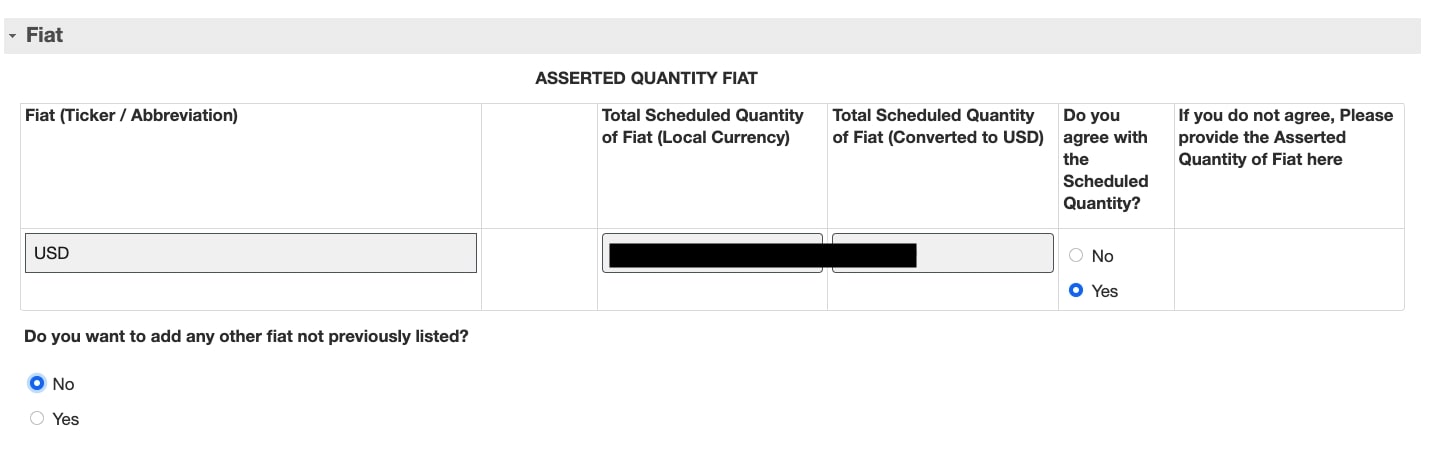 Fiat
ASSERTED QUANTITY FIAT
Fiat (Ticker / Abbreviation)
Total Scheduled Quantity
of Fiat (Local Currency)
Total Scheduled Quantity
of Fiat (Converted to USD)
Do you
agree with
the
Scheduled
Quantity?
If you do not agree, Please
provide the Asserted
Quantity of Fiat here
USD
No
Yes
Do you want to add any other fiat not previously listed?
No
Yes